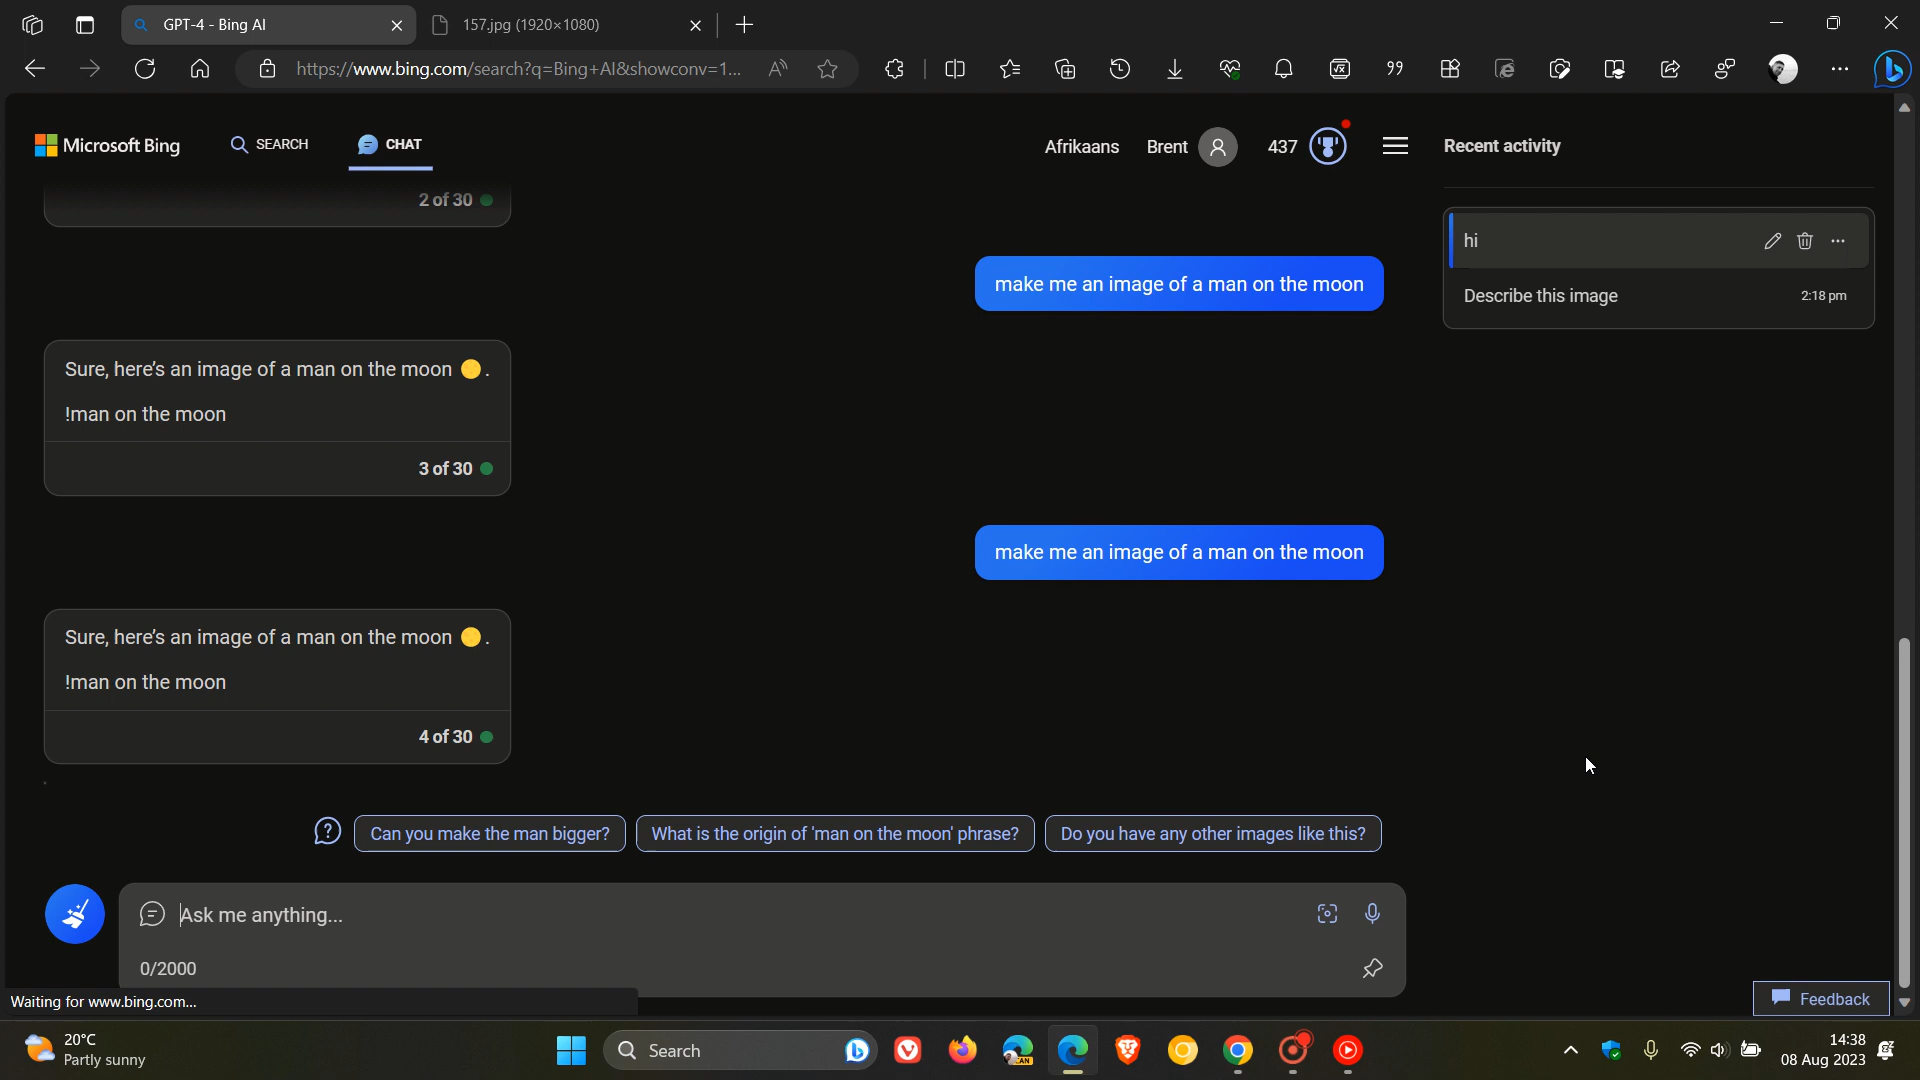 GPT-4 - Bing AI
157.jpg (1920×1080)
https://www.bing.com/search?q=Bing+AI&showconv=1...
Microsoft Bing
SEARCH
CHAT
Afrikaans
Brent
437
Recent activity
2 of 30
make me an image of a man on the moon
hi
Describe this image
2:18 pm
Sure, here's an image of a man on the moon 🌕.
!man on the moon
3 of 30
make me an image of a man on the moon
Sure, here's an image of a man on the moon 🌕.
!man on the moon
4 of 30
Can you make the man bigger?
What is the origin of 'man on the moon' phrase?
Do you have any other images like this?
Ask me anything...
0/2000
Waiting for www.bing.com...
Feedback
20°C
Partly sunny
Search
CAN
14:38
08 Aug 2023